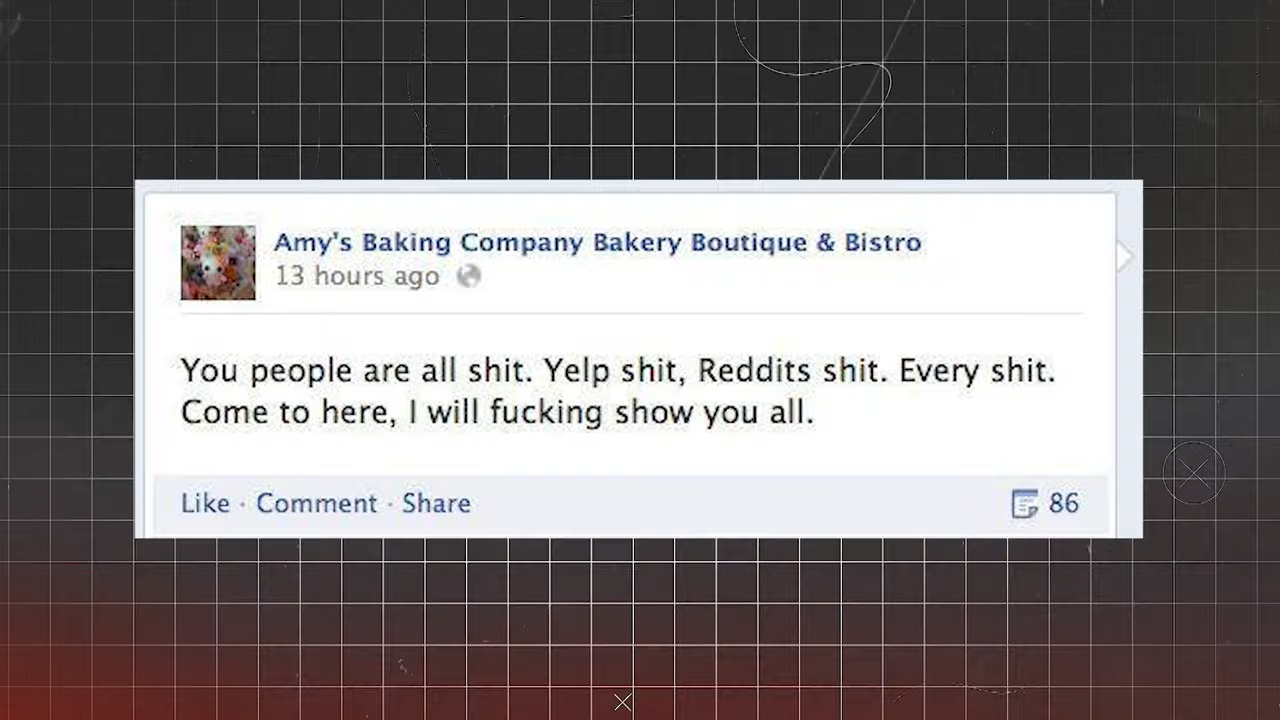 Amy's Baking Company Bakery Boutique & Bistro
13 hours ago
You people are all shit. Yelp shit, Reddits shit. Every shit.
Come to here, I will fucking show you all.
Like · Comment · Share
86